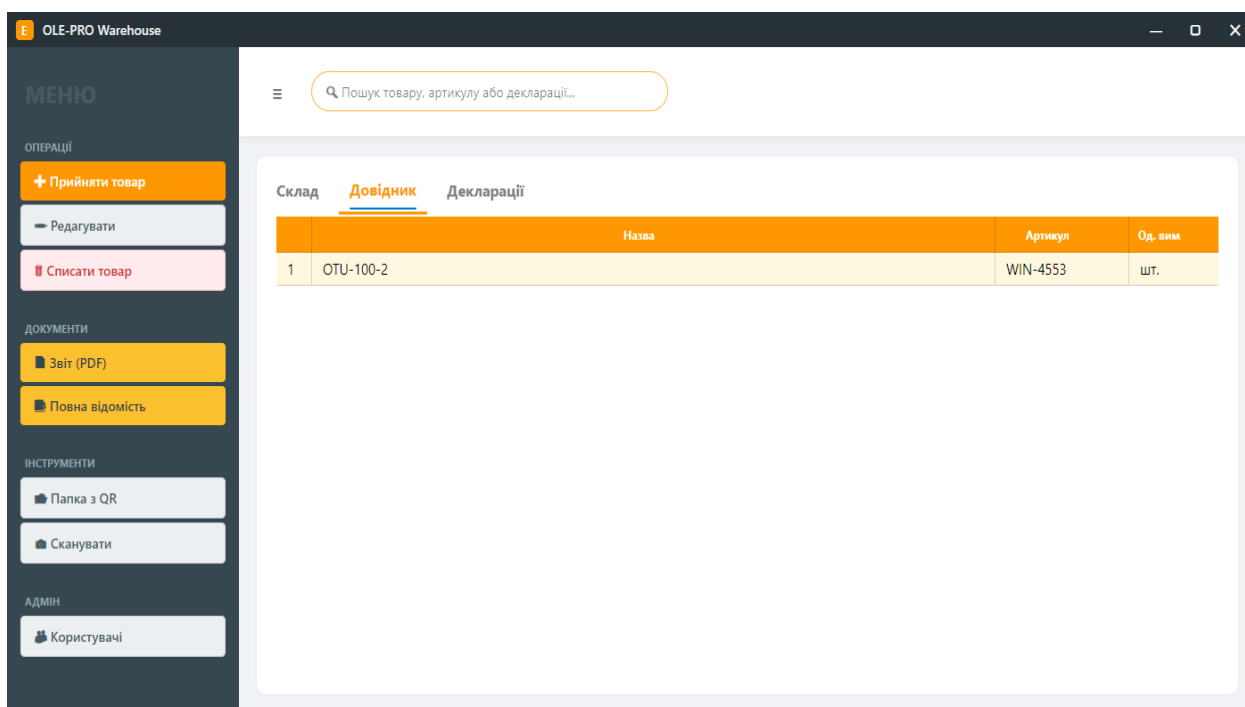 E OLE-PRO Warehouse
МЕНЮ
Пошук товару, артикулу або декларації...
ОПЕРАЦІЇ
Прийняти товар
Редагувати
Списати товар
ДОКУМЕНТИ
Звіт (PDF)
Повна відомість
ІНСТРУМЕНТИ
Папка з QR
Сканувати
АДМІН
Користувачі
Склад Довідник Декларації
Назва Артикул Од. вим.
1 OTU-100-2 WIN-4553 шт.